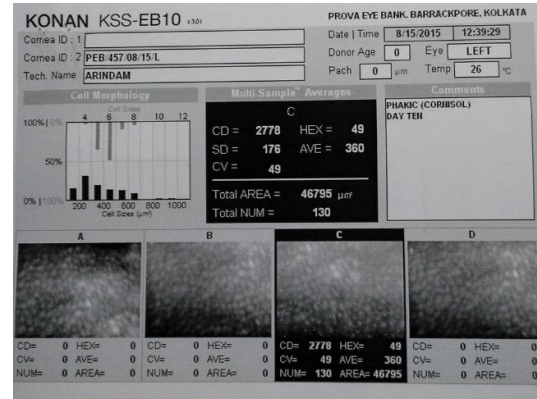 KONAN KSS-EB10
PROVA EYE BANK. BARRACKPORE, KOLKATA
Cornea ID : 1
Date | Time 8/15/2015 12:39:29
Cornea ID : 2 PEB/457/08/15/L
Donor Age 0 Eye LEFT
Tech. Name ARINDAM
Pach 0 µm Temp 26 °C
Cell Morphology
Multi-Sample™ Averages
Comments
Cell Sides
4 6 8 10 12
100% | 0%
50%
0% | 100%
200 400 600 800 1000
Cell Sizes (µm²)
C
CD = 2778 HEX = 49
SD = 176 AVE = 360
CV = 49
Total AREA = 46795 µm²
Total NUM = 130
PHAKIC (CORNISOL)
DAY TEN
A B C D
CD= 0 HEX= 0 CD= 0 HEX= 0 CD= 2778 HEX= 49 CD= 0 HEX= 0
CV= 0 AVE= 0 CV= 0 AVE= 0 CV= 49 AVE= 360 CV= 0 AVE= 0
NUM= 0 AREA= 0 NUM= 0 AREA= 0 NUM= 130 AREA= 46795 NUM= 0 AREA= 0